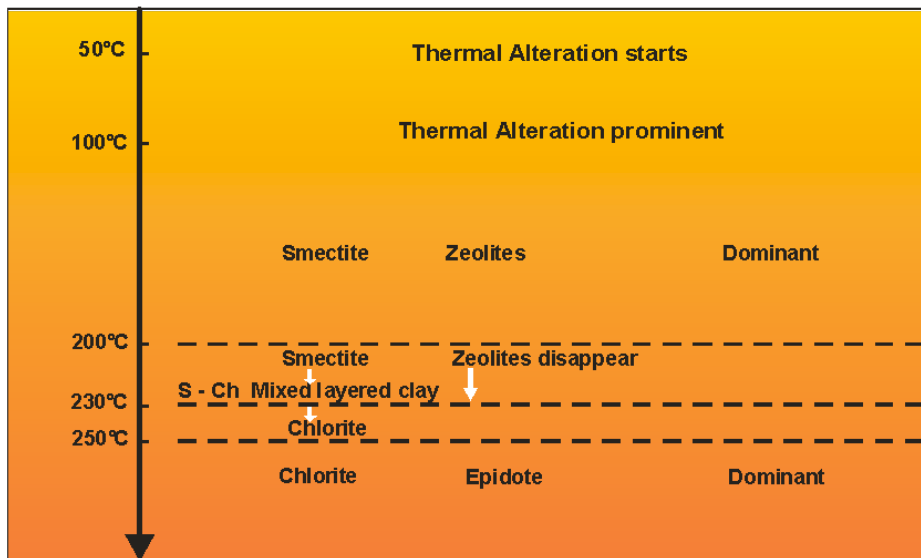 50°C Thermal Alteration starts
100°C Thermal Alteration prominent
Smectite Zeolites Dominant
200°C
Smectite Zeolites disappear
S - Ch Mixed layered clay
230°C
Chlorite
250°C
Chlorite Epidote Dominant